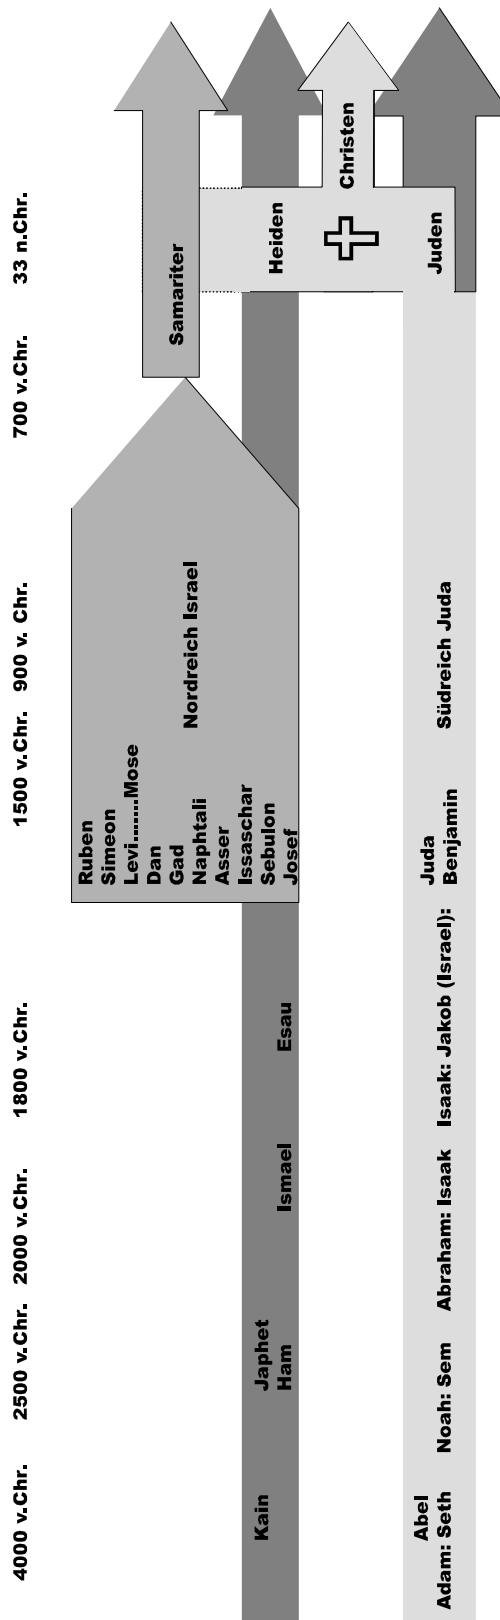 4000 v.Chr.
2500 v.Chr.
2000 v.Chr.
1800 v.Chr.
1500 v.Chr.
900 v. Chr.
700 v.Chr.
33 n.Chr.
Ruben
Simeon
Levi.......Mose
Dan
Gad
Naphtali
Asser
Issaschar
Sebulon
Josef
Nordreich Israel
Samariter
Kain
Japhet
Ham
Ismael
Esau
Heiden
Christen
Abel
Adam: Seth
Noah: Sem
Abraham: Isaak
Isaak: Jakob (Israel):
Juda
Benjamin
Südreich Juda
Juden